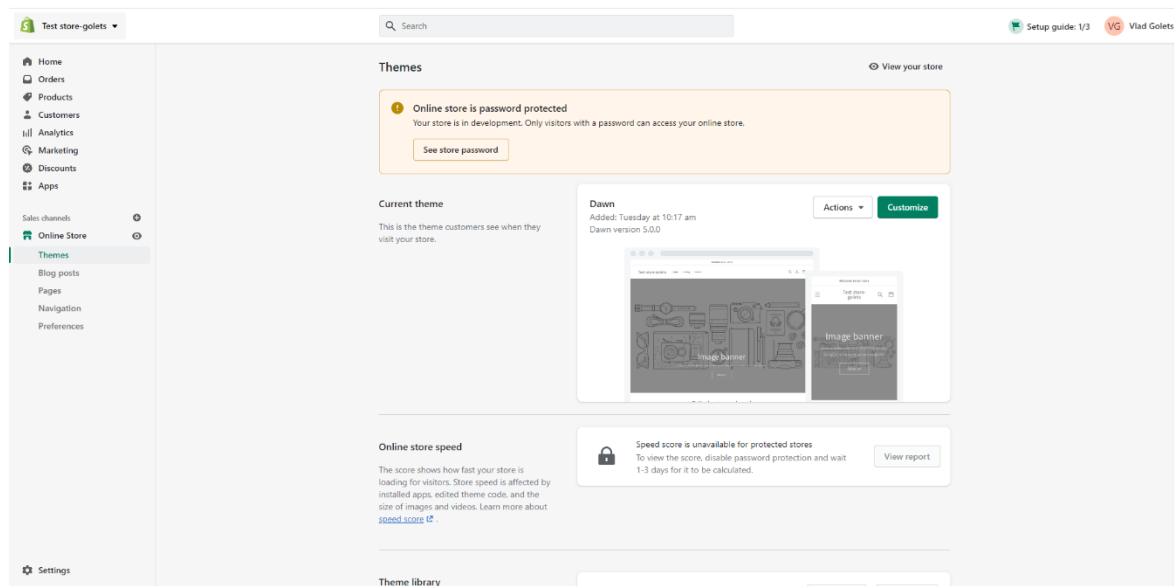 Test store-golets
Search
Setup guide: 1/3
VG
Vlad Golets
Home
Orders
Products
Customers
Analytics
Marketing
Discounts
Apps
Sales channels
Online Store
Themes
Blog posts
Pages
Navigation
Preferences
Settings
Themes
View your store
Online store is password protected
Your store is in development. Only visitors with a password can access your online store.
See store password
Current theme
This is the theme customers see when they
visit your store.
Dawn
Added: Tuesday at 10:17 am
Dawn version 5.0.0
Actions
Customize
Test store-golets
Image banner
Test store-
golets
Image banner
Online store speed
The score shows how fast your store is
loading for visitors. Store speed is affected by
installed apps, edited theme code, and the
size of images and videos. Learn more about
speed score .
Speed score is unavailable for protected stores
To view the score, disable password protection and wait
1-3 days for it to be calculated.
View report
Theme library